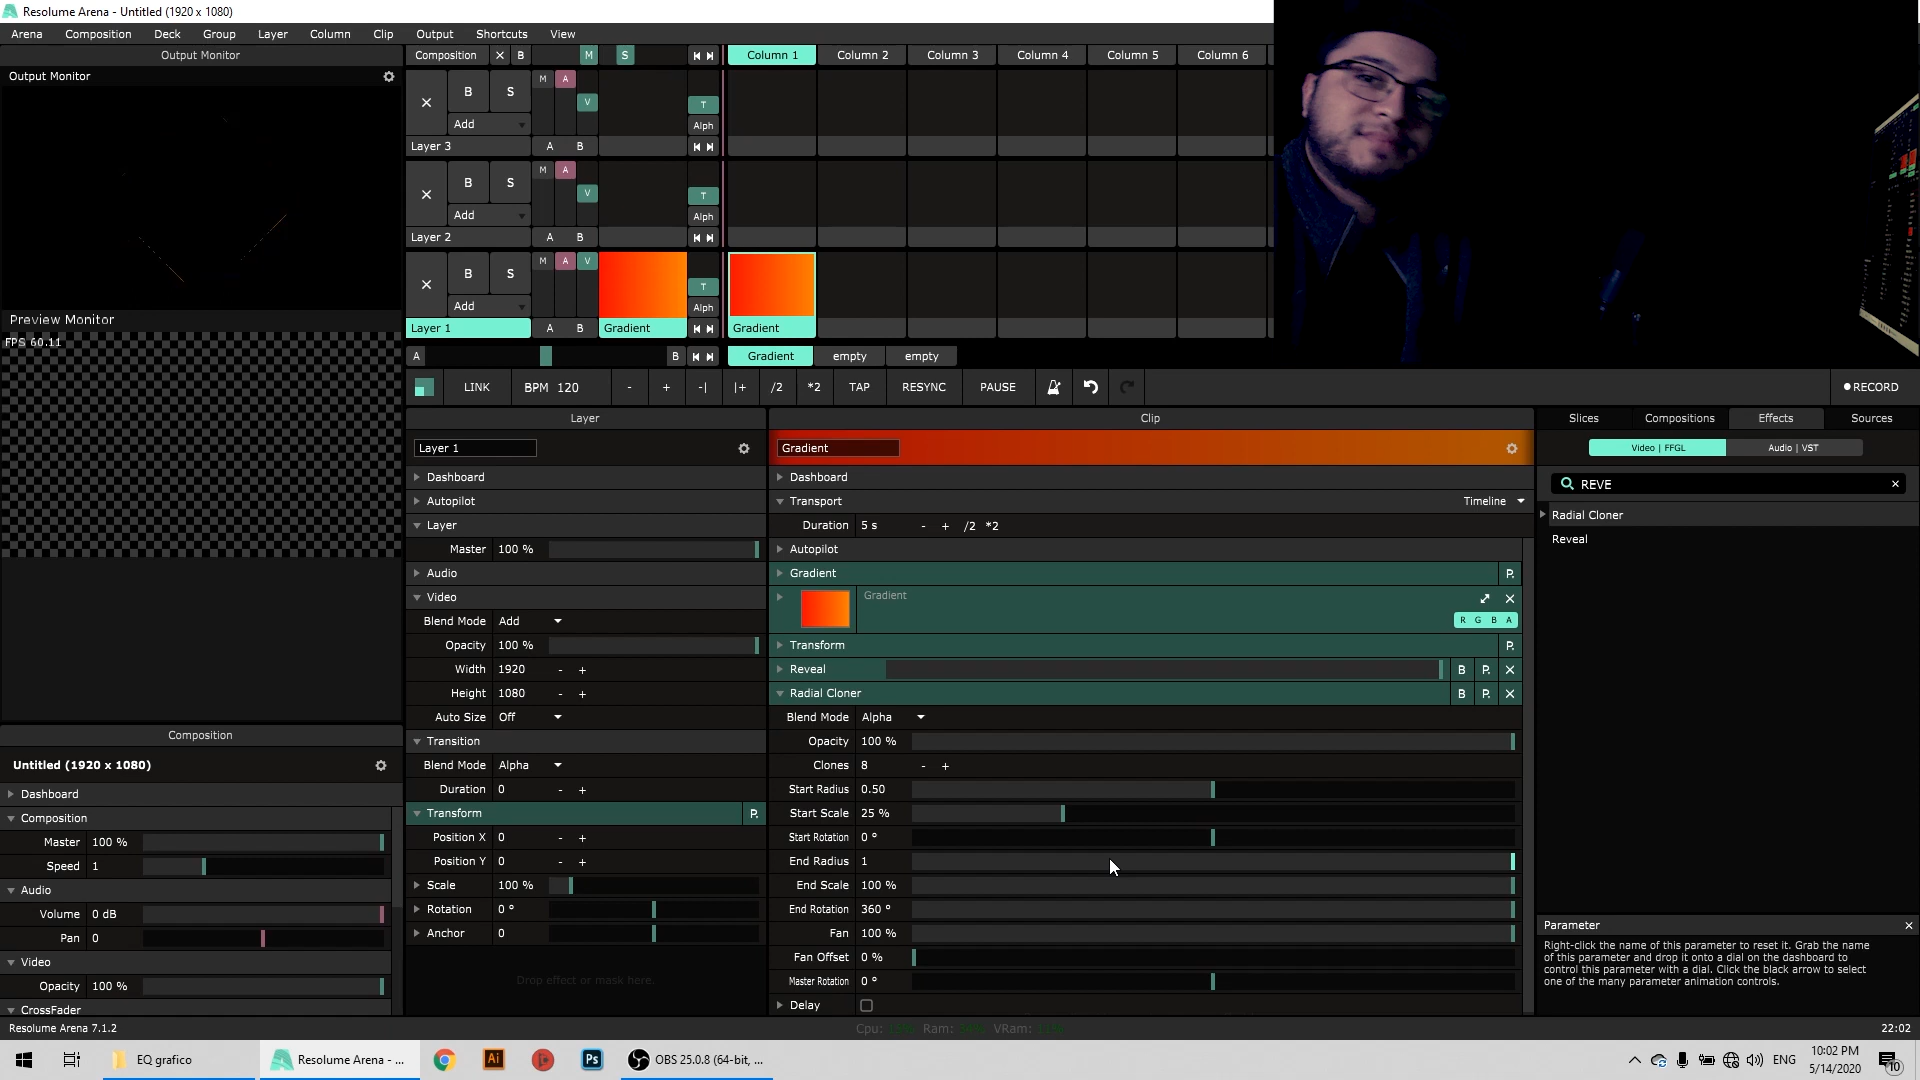 Resolume Arena - Untitled (1920 x 1080)
Arena Composition Deck Group Layer Column Clip Output Shortcuts View
Output Monitor
Output Monitor
Composition × B M S Column 1 Column 2 Column 3 Column 4 Column 5 Column 6
× B S M A V T
Add Alph
Layer 3 A B
× B S M A V T
Add Alph
Layer 2 A B
× B S M A V T
Add Alph
Layer 1 A B Gradient Gradient
Preview Monitor
FPS 60.11
A B Gradient empty empty
LINK BPM 120 - + -| |+ /2 *2 TAP RESYNC PAUSE RECORD
Layer
Layer 1
Dashboard
Autopilot
Layer
Master 100 %
Audio
Video
Blend Mode Add
Opacity 100 %
Width 1920 - +
Height 1080 - +
Auto Size Off
Transition
Blend Mode Alpha
Duration 0 - +
Transform P.
Position X 0 - +
Position Y 0 - +
Scale 100 %
Rotation 0 °
Anchor 0
Drop effect or mask here.
Clip
Gradient
Dashboard
Transport Timeline
Duration 5 s - + /2 *2
Autopilot
Gradient P.
Gradient ×
R G B A
Transform P.
Reveal B P. ×
Radial Cloner B P. ×
Blend Mode Alpha
Opacity 100 %
Clones 8 - +
Start Radius 0.50
Start Scale 25 %
Start Rotation 0 °
End Radius 1
End Scale 100 %
End Rotation 360 °
Fan 100 %
Fan Offset 0 %
Master Rotation 0 °
Delay
Slices Compositions Effects Sources
Video | FFGL Audio | VST
REVE ×
Radial Cloner
Reveal
Parameter ×
Right-click the name of this parameter to reset it. Grab the name
of this parameter and drop it onto a dial on the dashboard to
control this parameter with a dial. Click the black arrow to select
one of the many parameter animation controls.
Composition
Untitled (1920 x 1080)
Dashboard
Composition
Master 100 %
Speed 1
Audio
Volume 0 dB
Pan 0
Video
Opacity 100 %
CrossFader
Resolume Arena 7.1.2 Cpu: Ram: VRam: 22:02
EQ grafico Resolume Arena - ... Ai Ps OBS 25.0.8 (64-bit, ... ENG 10:02 PM
5/14/2020 10